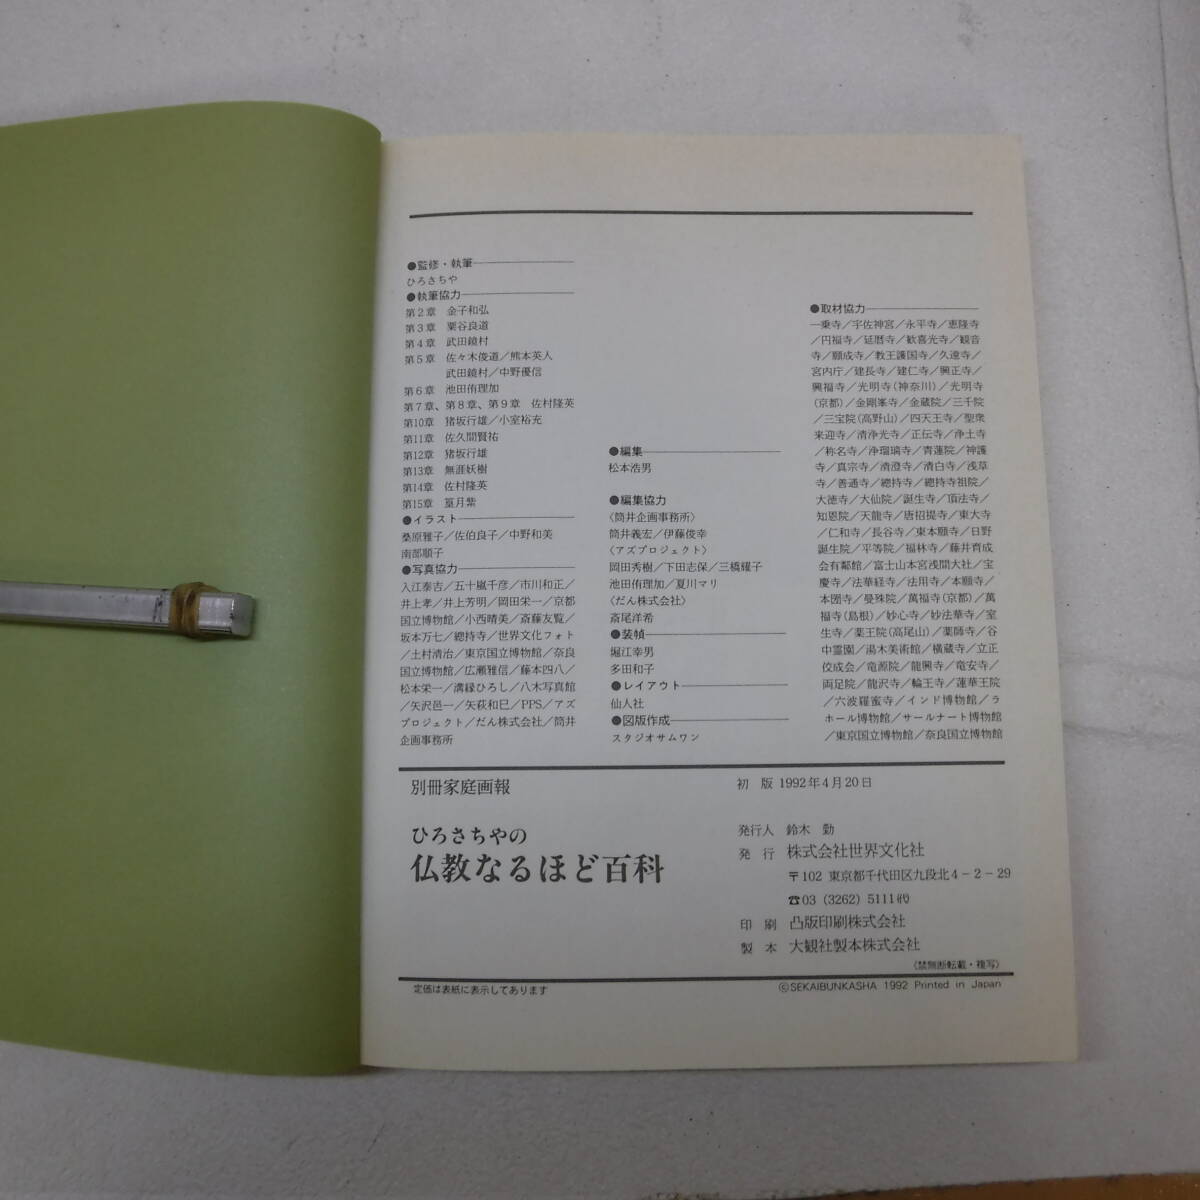 ●監修・執筆
ひろさちや
●執筆協力
第2章 金子和弘
第3章 粟谷良道
第4章 武田鏡村
第5章 佐々木俊道／熊本英人
武田鏡村／中野優信
第6章 池田侑理加
第7章、第8章、第9章 佐村隆英
第10章 猪坂行雄／小室裕充
第11章 佐久間賢祐
第12章 猪坂行雄
第13章 無涯妖樹
第14章 佐村隆英
第15章 篁月紫
●イラスト
桑原雅子／佐伯良子／中野和美
南部順子
●写真協力
入江泰吉／五十嵐千彦／市川和正／
井上孝／井上芳明／岡田栄一／京都
国立博物館／小西晴美／斎藤友覧／
坂本万七／總持寺／世界文化フォト
／土村清治／東京国立博物館／奈良
国立博物館／広瀬雅信／藤本四八／
松本栄一／溝縁ひろし／八木写真館
／矢沢邑一／矢萩和巳／PPS／アズ
プロジェクト／だん株式会社／筒井
企画事務所
●編集
松本浩男
●編集協力
〈筒井企画事務所〉
筒井義宏／伊藤俊幸
〈アズプロジェクト〉
岡田秀樹／下田志保／三橋耀子
池田侑理加／夏川マリ
〈だん株式会社〉
斎尾洋希
●装幀
堀江幸男
多田和子
●レイアウト
仙人社
●図版作成
スタジオサムワン
●取材協力
一乗寺／宇佐神宮／永平寺／恵隆寺
／円福寺／延暦寺／歓喜光寺／観音
寺／願成寺／教王護国寺／久遠寺／
宮内庁／建長寺／建仁寺／興正寺／
興福寺／光明寺(神奈川)／光明寺
(京都)／金剛峯寺／金蔵院／三千院
／三宝院(高野山)／四天王寺／聖衆
来迎寺／清浄光寺／正伝寺／浄土寺
／称名寺／浄瑠璃寺／青蓮院／神護
寺／真宗寺／清澄寺／清白寺／浅草
寺／善通寺／總持寺／總持寺祖院／
大徳寺／大仙院／誕生寺／頂法寺／
知恩院／天龍寺／唐招提寺／東大寺
／仁和寺／長谷寺／東本願寺／日野
誕生院／平等院／福林寺／藤井育成
会有鄰館／富士山本宮浅間大社／宝
慶寺／法華経寺／法用寺／本願寺／
本圀寺／曼殊院／萬福寺(京都)／萬
福寺(島根)／妙心寺／妙法華寺／室
生寺／薬王院(高尾山)／薬師寺／谷
中霊園／湯木美術館／横蔵寺／立正
佼成会／竜源院／龍興寺／竜安寺／
両足院／龍沢寺／輪王寺／蓮華王院
／六波羅蜜寺／インド博物館／ラ
ホール博物館／サールナート博物館
／東京国立博物館／奈良国立博物館
別冊家庭画報
ひろさちやの
仏教なるほど百科
初 版 1992年4月20日
発行人 鈴木 勤
発 行 株式会社世界文化社
〒102 東京都千代田区九段北4－2－29
☎03 (3262) 5111㈹
印 刷 凸版印刷株式会社
製 本 大観社製本株式会社
〈禁無断転載・複写〉
定価は表紙に表示してあります
©SEKAIBUNKASHA 1992 Printed in Japan